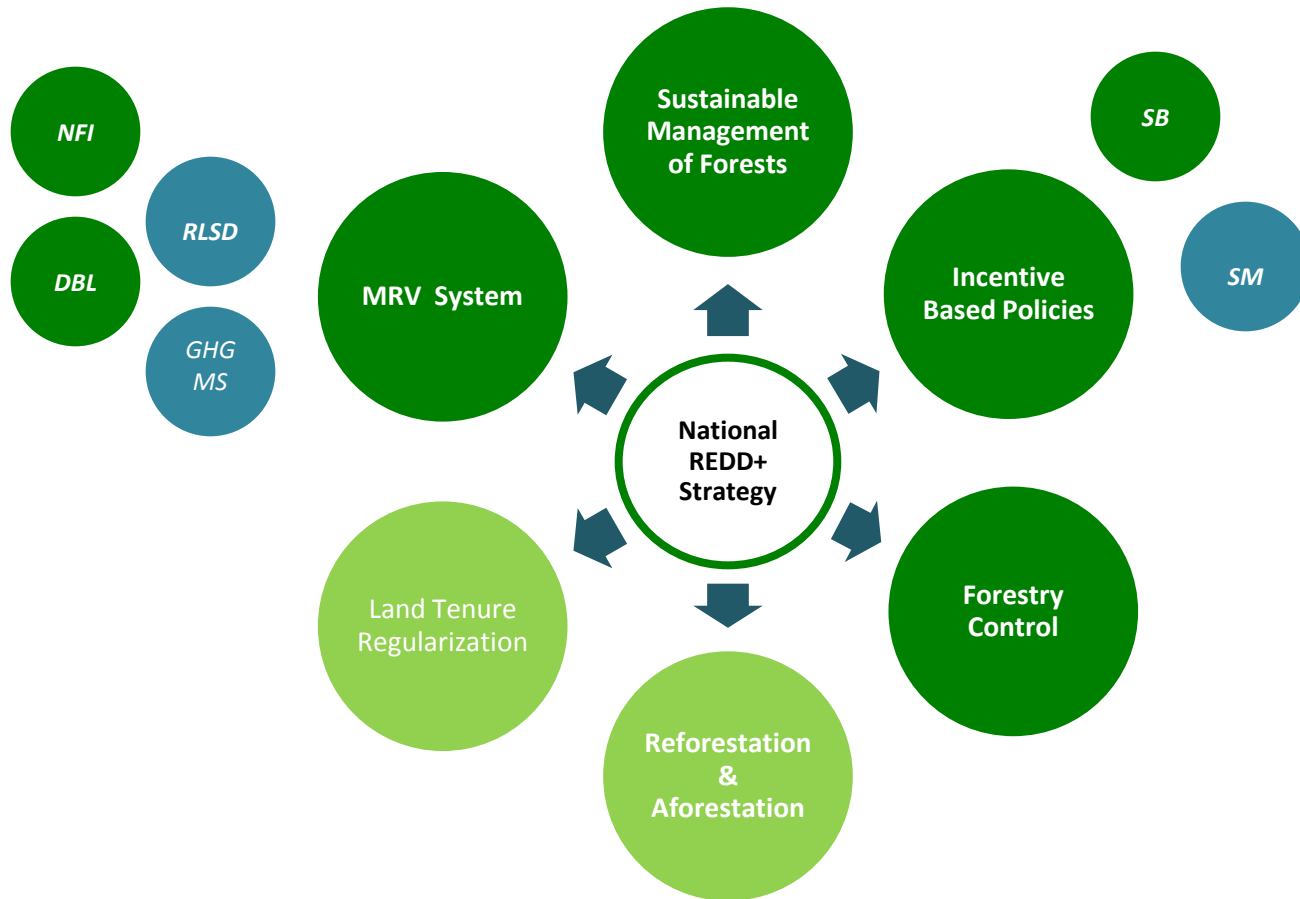 Sustainable
Management
of Forests
SB
NFI
RLSD
DBL
GHG
MS
MRV System
Incentive
Based Policies
SM
National
REDD+
Strategy
Land Tenure
Regularization
Forestry
Control
Reforestation
&
Aforestation